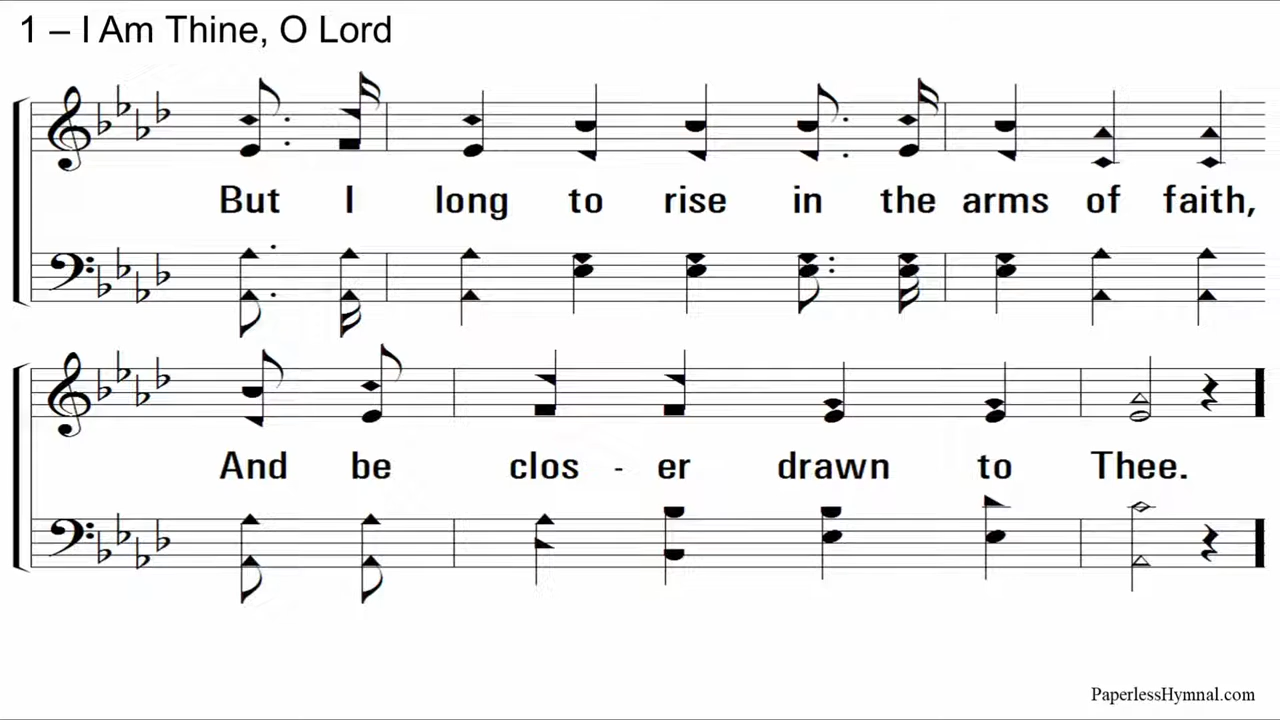 1 – I Am Thine, O Lord
But I long to rise in the arms of faith,
And be clos - er drawn to Thee.
PaperlessHymnal.com